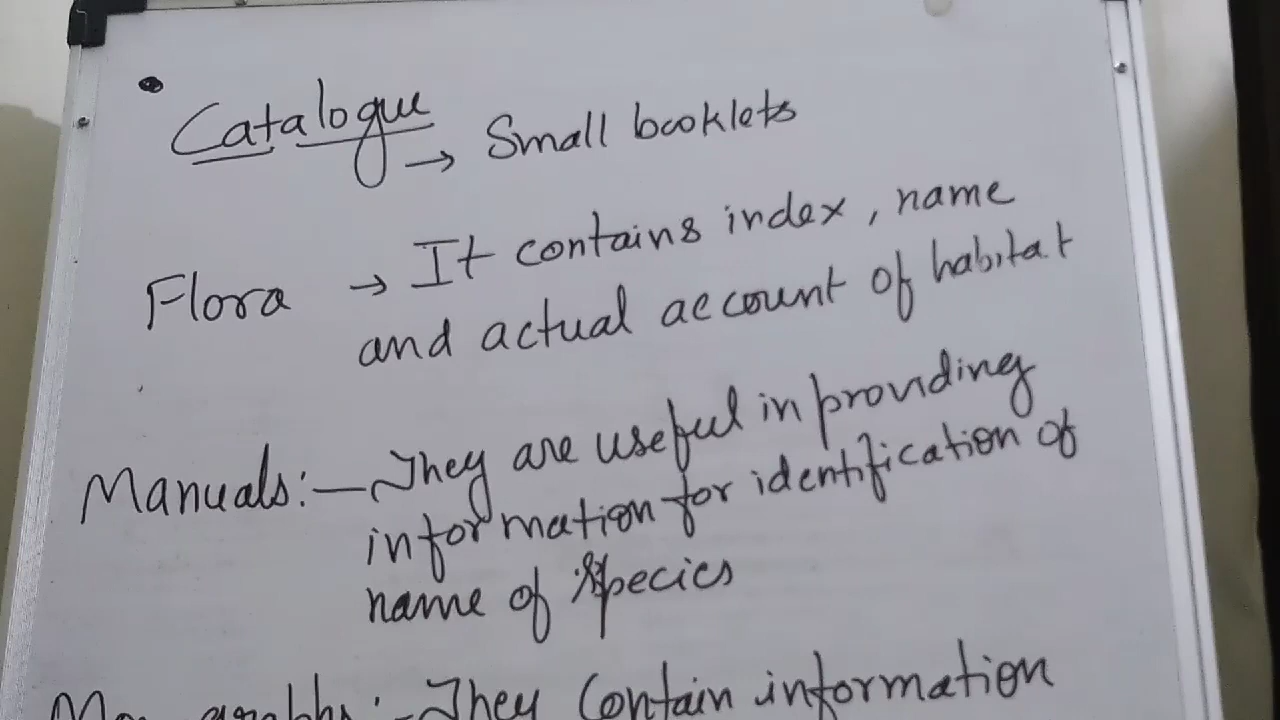 Catalogue → Small booklets
Flora → It contains index, name
and actual account of habitat
Manuals:— They are useful in providing
information for identification of
name of species
They contain information